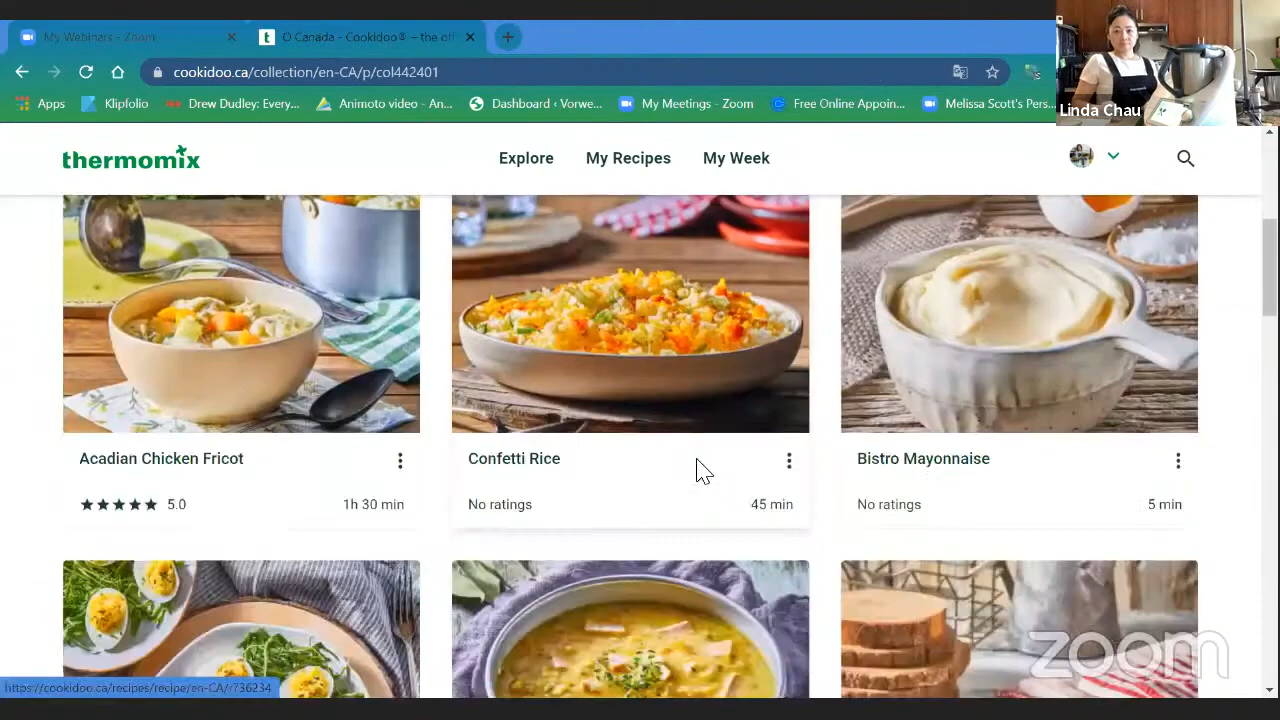 My Webinars - Zoom
O Canada - Cookidoo® – the off
cookidoo.ca/collection/en-CA/p/col442401
Apps
Klipfolio
Drew Dudley: Every...
Animoto video - An...
Dashboard ‹ Vorwe...
My Meetings - Zoom
Free Online Appoin...
Melissa Scott's Pers...
Linda Chau
thermomix
Explore
My Recipes
My Week
Acadian Chicken Fricot
Confetti Rice
Bistro Mayonnaise
5.0
1h 30 min
No ratings
45 min
No ratings
5 min
https://cookidoo.ca/recipes/recipe/en-CA/r736234
zoom